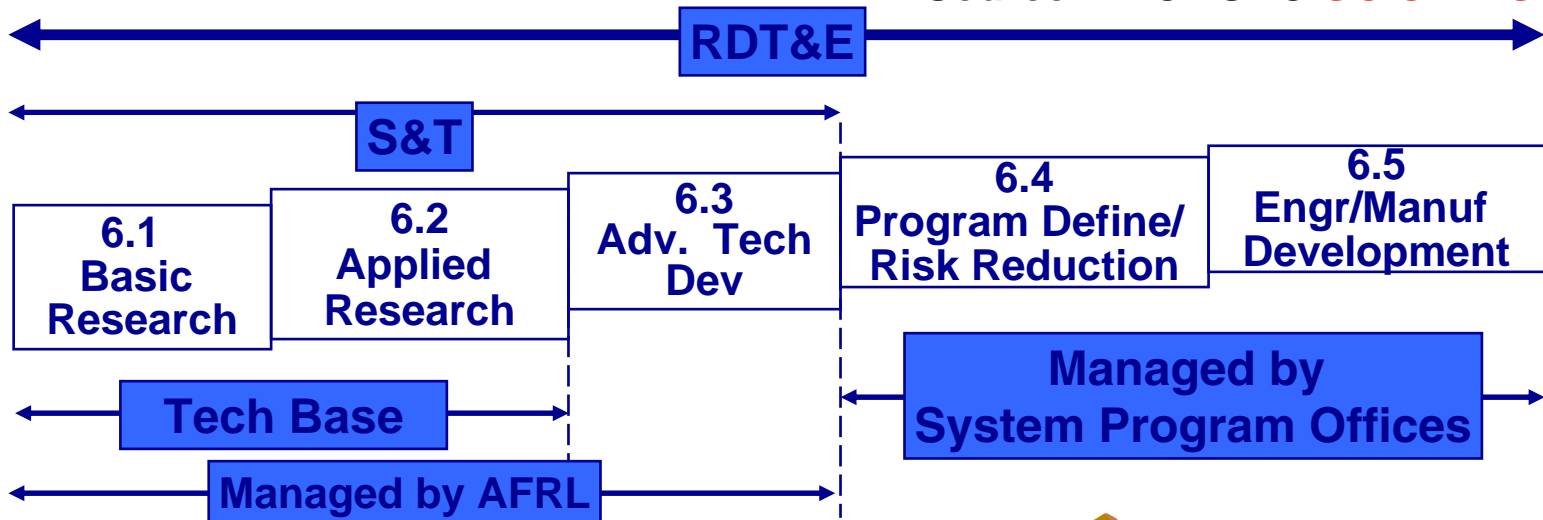 RDT&E
S&T
6.1
Basic
Research
6.2
Applied
Research
6.3
Adv. Tech
Dev
6.4
Program Define/
Risk Reduction
6.5
Engr/Manuf
Development
Tech Base
Managed by
System Program Offices
Managed by AFRL